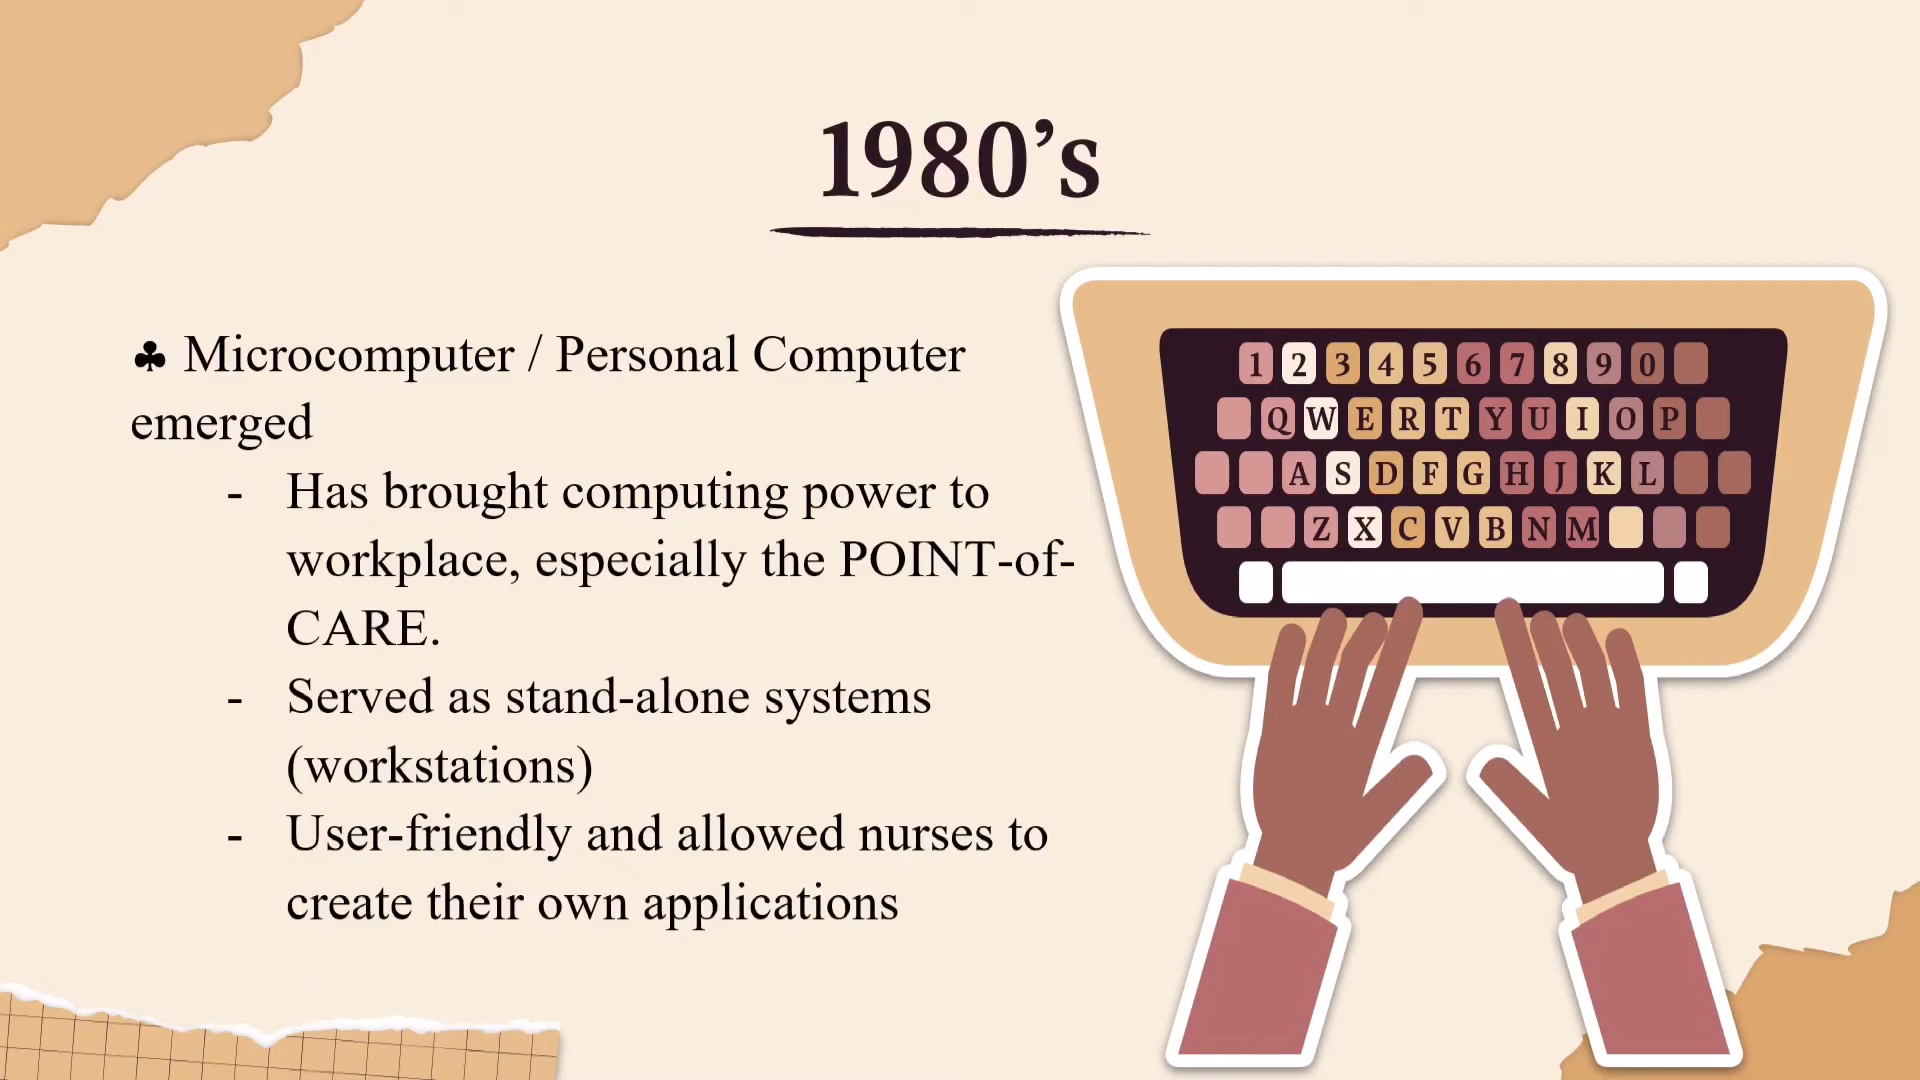 1980’s
♣ Microcomputer / Personal Computer
emerged
- Has brought computing power to
workplace, especially the POINT-of-
CARE.
- Served as stand-alone systems
(workstations)
- User-friendly and allowed nurses to
create their own applications
1 2 3 4 5 6 7 8 9 0
Q W E R T Y U I O P
A S D F G H J K L
Z X C V B N M